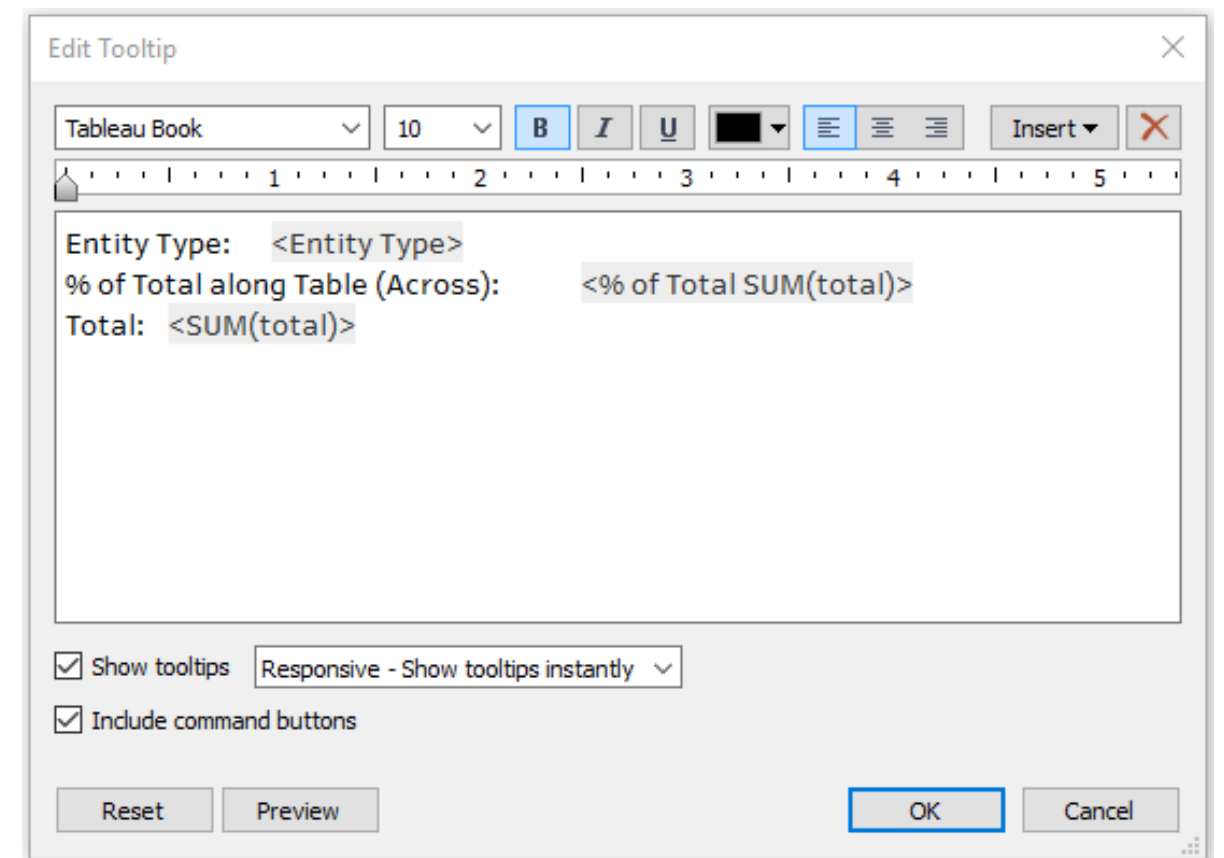 Edit Tooltip
Tableau Book 10 B I U Insert
1 2 3 4 5
Entity Type: <Entity Type>
% of Total along Table (Across): <% of Total SUM(total)>
Total: <SUM(total)>
Show tooltips Responsive - Show tooltips instantly
Include command buttons
Reset Preview OK Cancel